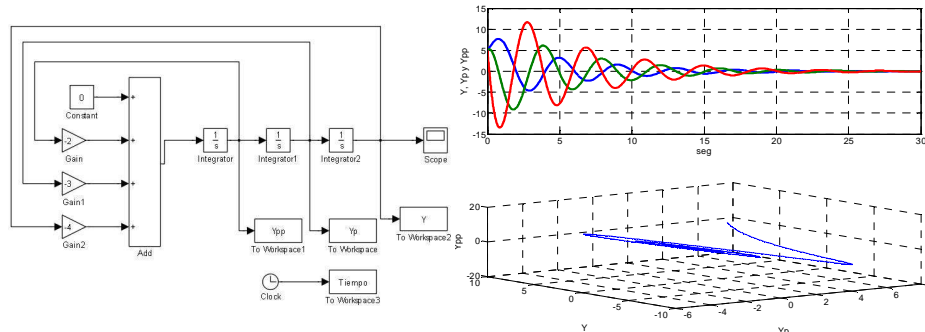 0
Constant
-2
Gain
-3
Gain1
-4
Gain2
+
+
+
+
Add
1
s
Integrator
1
s
Integrator1
1
s
Integrator2
Scope
Ypp
To Workspace1
Yp
To Workspace
Y
To Workspace2
Clock
Tiempo
To Workspace3
15
10
5
0
-5
-10
-15
Y, Yp y Ypp
0 5 10 15 20 25 30
seg
20
0
-20
Ypp
10
5
0
-5
-10
Y
-6
-4
-2
0
2
4
6
Yp